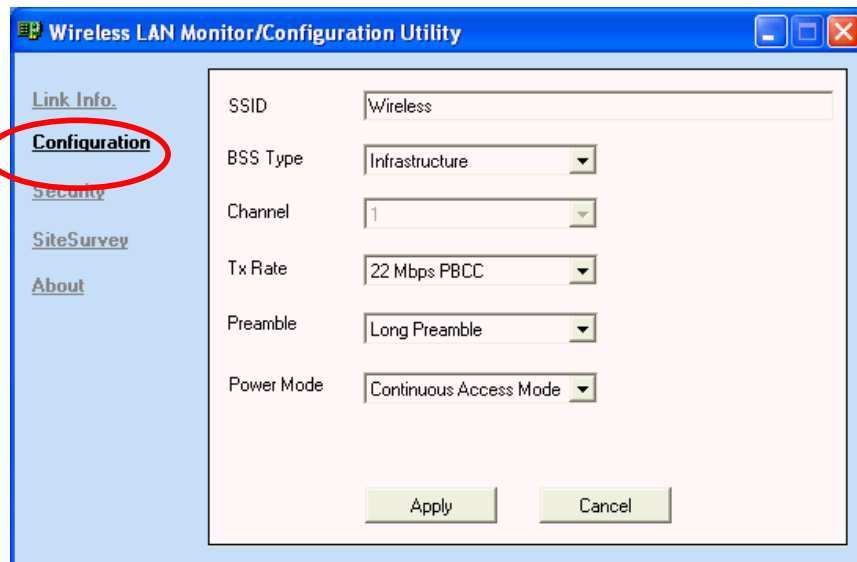 Wireless LAN Monitor/Configuration Utility
Link Info.
Configuration
Security
SiteSurvey
About
SSID Wireless
BSS Type Infrastructure
Channel 1
Tx Rate 22 Mbps PBCC
Preamble Long Preamble
Power Mode Continuous Access Mode
Apply Cancel